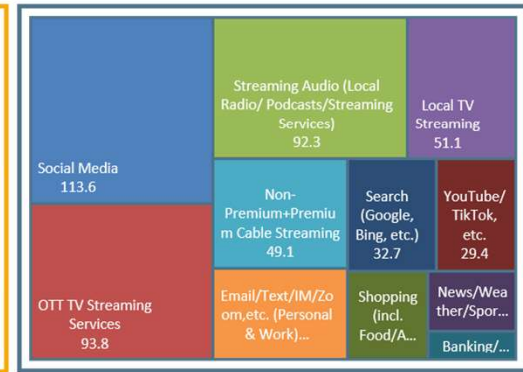 Social Media
113.6
OTT TV Streaming
Services
93.8
Streaming Audio (Local
Radio/ Podcasts/Streaming
Services)
92.3
Local TV
Streaming
51.1
Non-
Premium+Premiu
m Cable Streaming
49.1
Search
(Google,
Bing, etc.)
32.7
YouTube/
TikTok,
etc.
29.4
Email/Text/IM/Zo
om,etc. (Personal
& Work)...
Shopping
(incl.
Food/A...
News/Wea
ther/Spor...
Banking/...